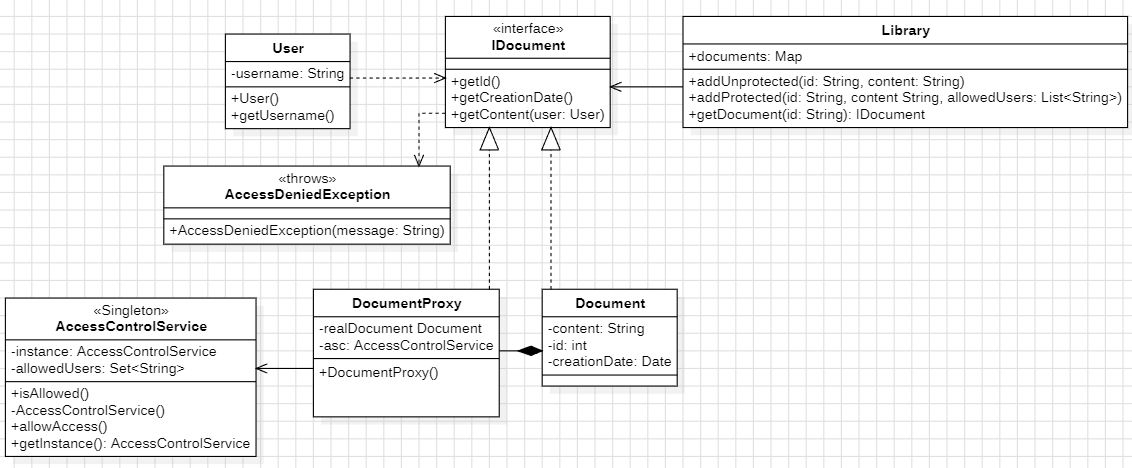 User
-username: String
+User()
+getUsername()
«interface»
IDocument
+getId()
+getCreationDate()
+getContent(user: User)
Library
+documents: Map
+addUnprotected(id: String, content: String)
+addProtected(id: String, content String, allowedUsers: List<String>)
+getDocument(id: String): IDocument
«throws»
AccessDeniedException
+AccessDeniedException(message: String)
«Singleton»
AccessControlService
-instance: AccessControlService
-allowedUsers: Set<String>
+isAllowed()
-AccessControlService()
+allowAccess()
+getInstance(): AccessControlService
DocumentProxy
-realDocument Document
-asc: AccessControlService
+DocumentProxy()
Document
-content: String
-id: int
-creationDate: Date